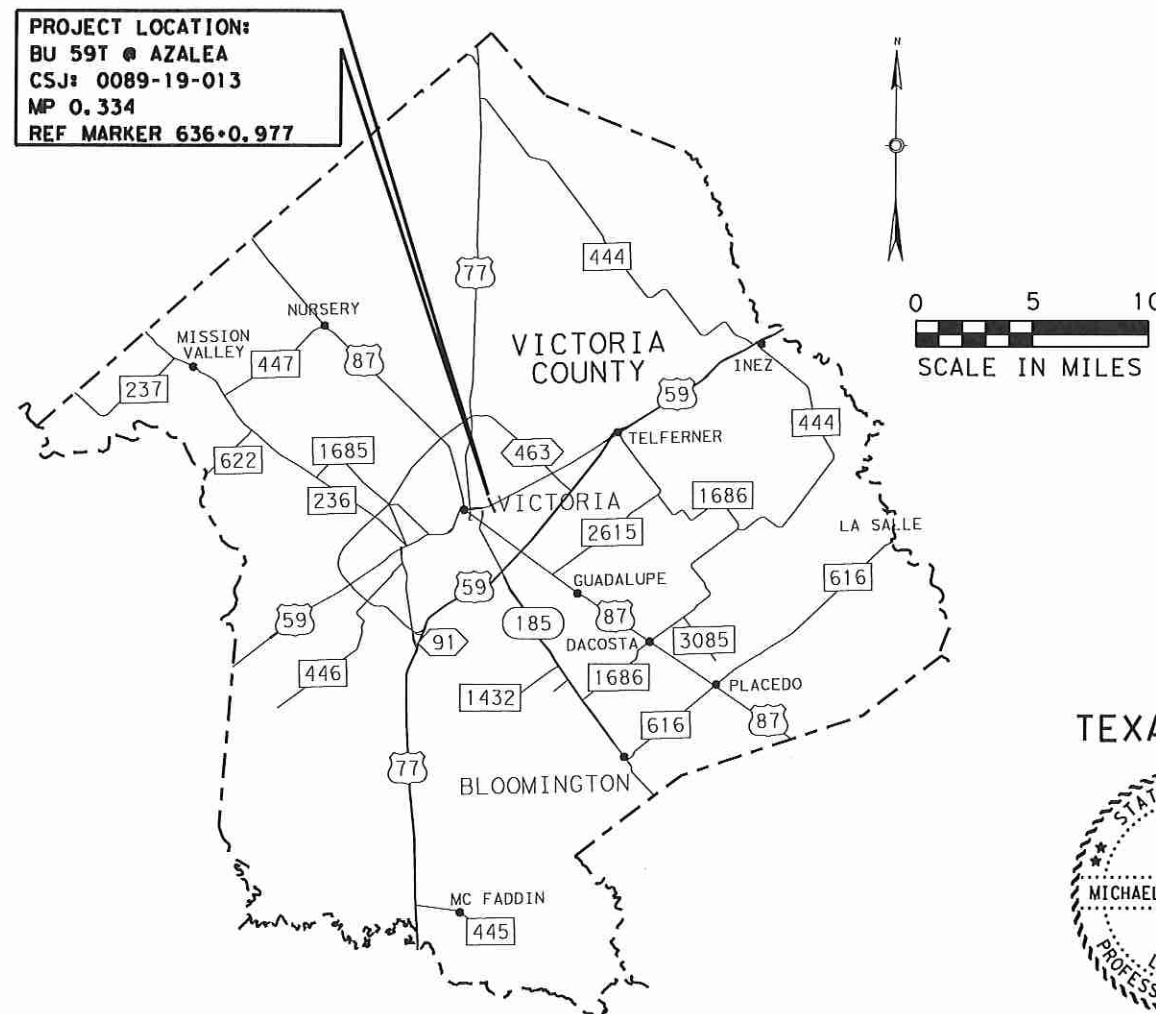 PROJECT LOCATION:
BU 59T @ AZALEA
CSJ: 0089-19-013
MP 0.334
REF MARKER 636+0.977
N
77
444
0 5 10
SCALE IN MILES
NURSERY
MISSION
VALLEY
447
87
237
VICTORIA
COUNTY
INEZ
59
444
TELFERNER
622
1685
463
236
VICTORIA
1686
2615
LA SALLE
616
59
GUADALUPE
87
59
185
DACOSTA
3085
91
446
1686
1432
PLACEDO
616
87
77
BLOOMINGTON
MC FADDIN
445
TEXA
STAT
MICHAEL
PROFESS
L